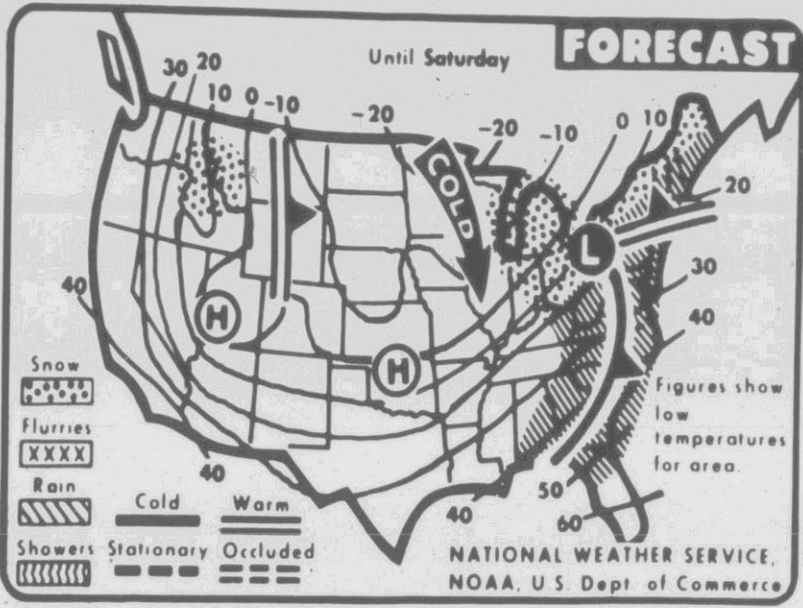 FORECAST
Until Saturday
30 20 10 0 -10 -20 -20 -10 0 10 20
COLD
L
30
40
40
H
H
Figures show
low
temperatures
for area.
Snow
Flurries
XXXX
Rain
Showers
Cold Warm
Stationary Occluded
40
40
50
60
NATIONAL WEATHER SERVICE,
NOAA, U.S. Dept. of Commerce